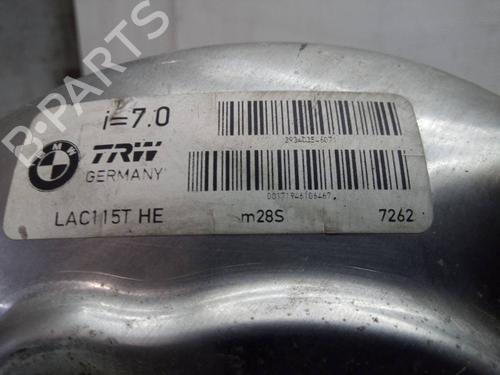 B-PARTS
i=7.0
BMW
TRW
GERMANY
LAC115T HE
m28S
7262